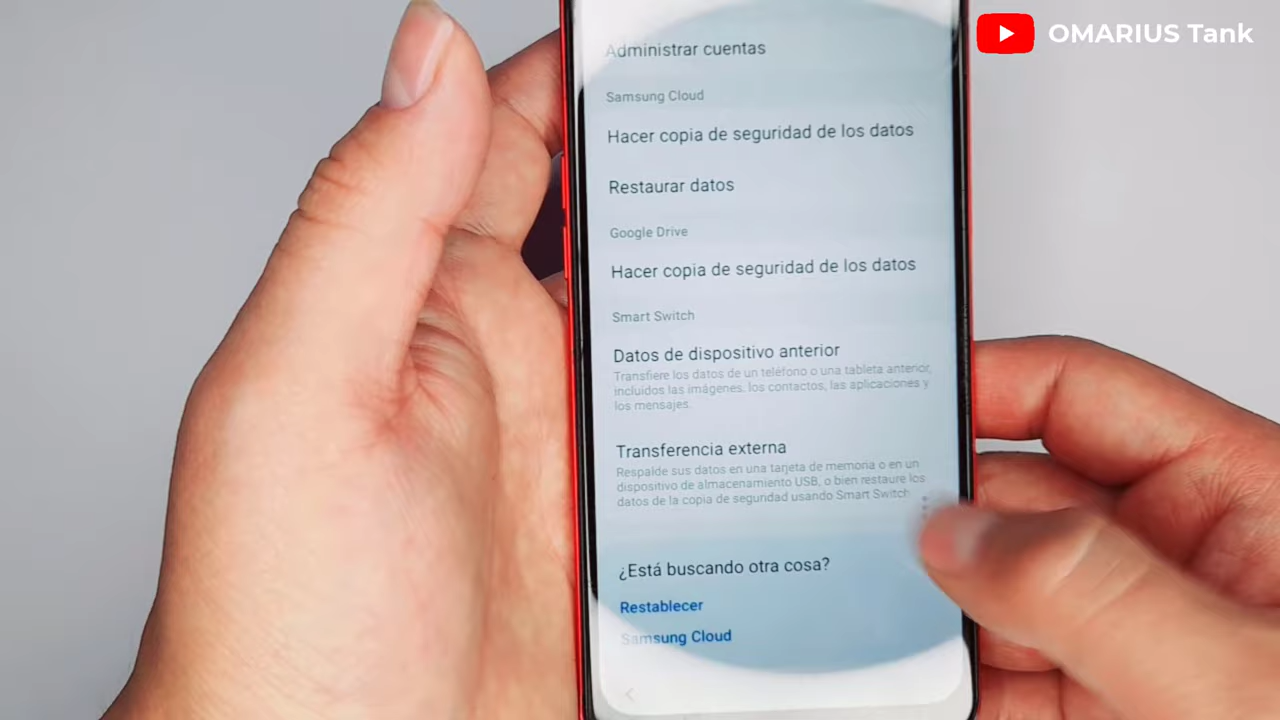 OMARIUS Tank
Administrar cuentas
Samsung Cloud
Hacer copia de seguridad de los datos
Restaurar datos
Google Drive
Hacer copia de seguridad de los datos
Smart Switch
Datos de dispositivo anterior
Transfiere los datos de un teléfono o una tableta anterior,
incluidos las imágenes, los contactos, las aplicaciones y
los mensajes.
Transferencia externa
Respalde sus datos en una tarjeta de memoria o en un
dispositivo de almacenamiento USB, o bien restaure los
datos de la copia de seguridad usando Smart Switch
¿Está buscando otra cosa?
Restablecer
Samsung Cloud